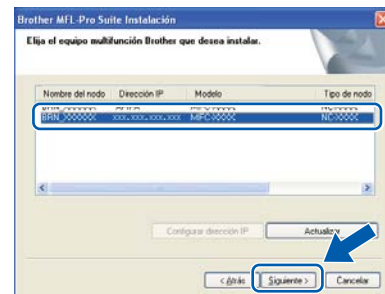 Brother MFL-Pro Suite Instalación
Elija el equipo multifunción Brother que desea instalar.
Nombre del nodo Dirección IP Modelo Tipo de nodo
BRN_XXXXXX XXX.XXX.XXX.XXX MFC-XXXX NC-XXXX
Configurar dirección IP Actualizar
< Atrás Siguiente > Cancelar